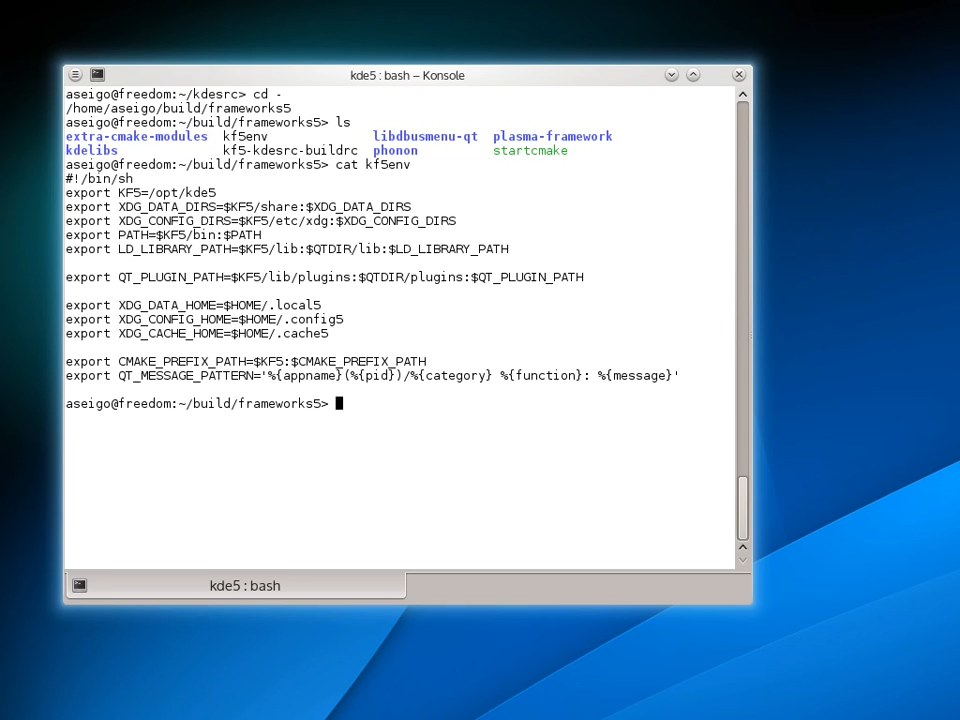 kde5 : bash – Konsole
aseigo@freedom:~/kdesrc> cd -
/home/aseigo/build/frameworks5
aseigo@freedom:~/build/frameworks5> ls
extra-cmake-modules  kf5env              libdbusmenu-qt  plasma-framework
kdelibs              kf5-kdesrc-buildrc  phonon          startcmake
aseigo@freedom:~/build/frameworks5> cat kf5env
#!/bin/sh
export KF5=/opt/kde5
export XDG_DATA_DIRS=$KF5/share:$XDG_DATA_DIRS
export XDG_CONFIG_DIRS=$KF5/etc/xdg:$XDG_CONFIG_DIRS
export PATH=$KF5/bin:$PATH
export LD_LIBRARY_PATH=$KF5/lib:$QTDIR/lib:$LD_LIBRARY_PATH
export QT_PLUGIN_PATH=$KF5/lib/plugins:$QTDIR/plugins:$QT_PLUGIN_PATH
export XDG_DATA_HOME=$HOME/.local5
export XDG_CONFIG_HOME=$HOME/.config5
export XDG_CACHE_HOME=$HOME/.cache5
export CMAKE_PREFIX_PATH=$KF5:$CMAKE_PREFIX_PATH
export QT_MESSAGE_PATTERN='%{appname}(%{pid})/%{category} %{function}: %{message}'
aseigo@freedom:~/build/frameworks5>
kde5 : bash